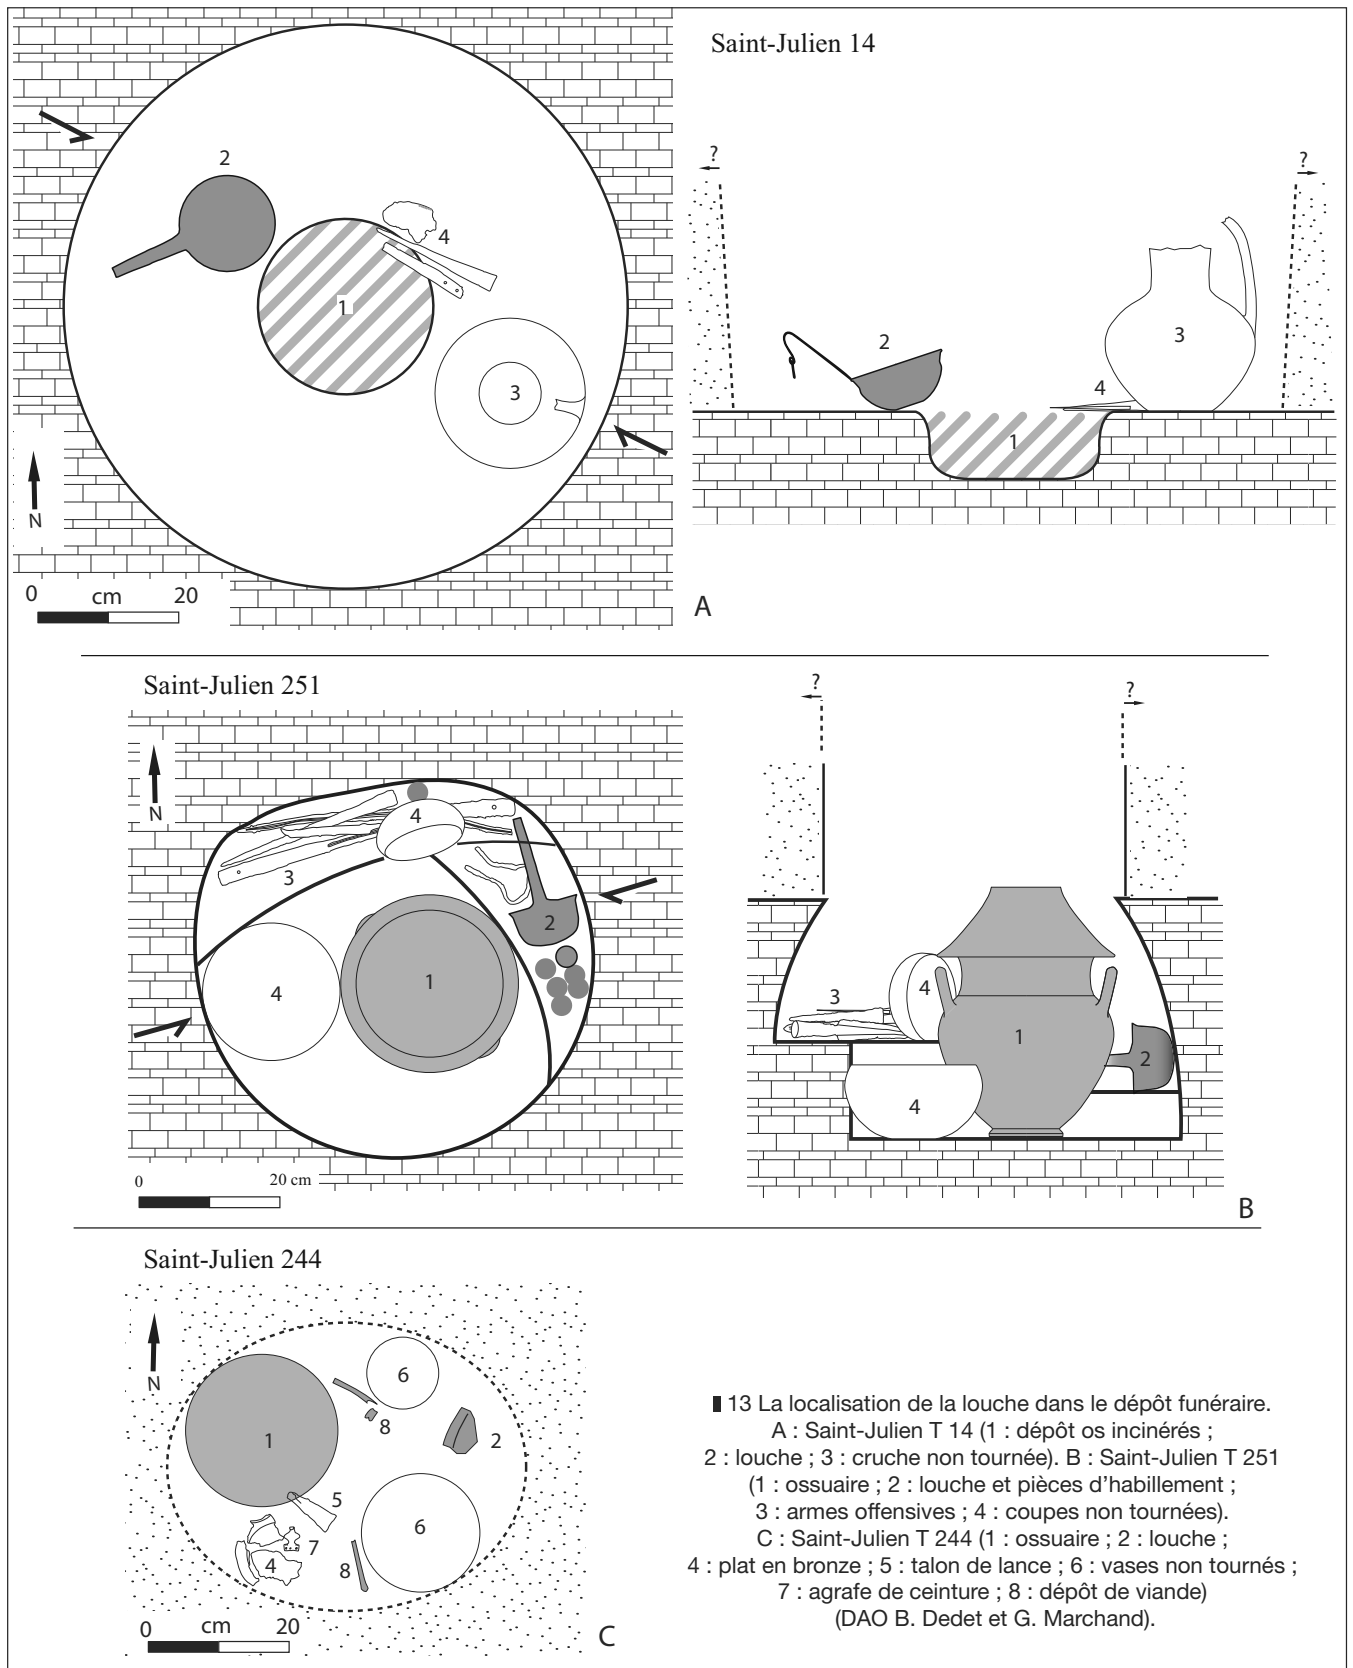 Saint-Julien 14
2
4
1
3
N
0 cm 20
?
?
2
3
4
1
A
Saint-Julien 251
N
4
3
2
4
1
0 20 cm
?
?
3
4
1
2
4
B
Saint-Julien 244
N
6
8
2
1
5
6
7
4
8
0 cm 20
C
13 La localisation de la louche dans le dépôt funéraire.
A : Saint-Julien T 14 (1 : dépôt os incinérés ;
2 : louche ; 3 : cruche non tournée). B : Saint-Julien T 251
(1 : ossuaire ; 2 : louche et pièces d’habillement ;
3 : armes offensives ; 4 : coupes non tournées).
C : Saint-Julien T 244 (1 : ossuaire ; 2 : louche ;
4 : plat en bronze ; 5 : talon de lance ; 6 : vases non tournés ;
7 : agrafe de ceinture ; 8 : dépôt de viande)
(DAO B. Dedet et G. Marchand).